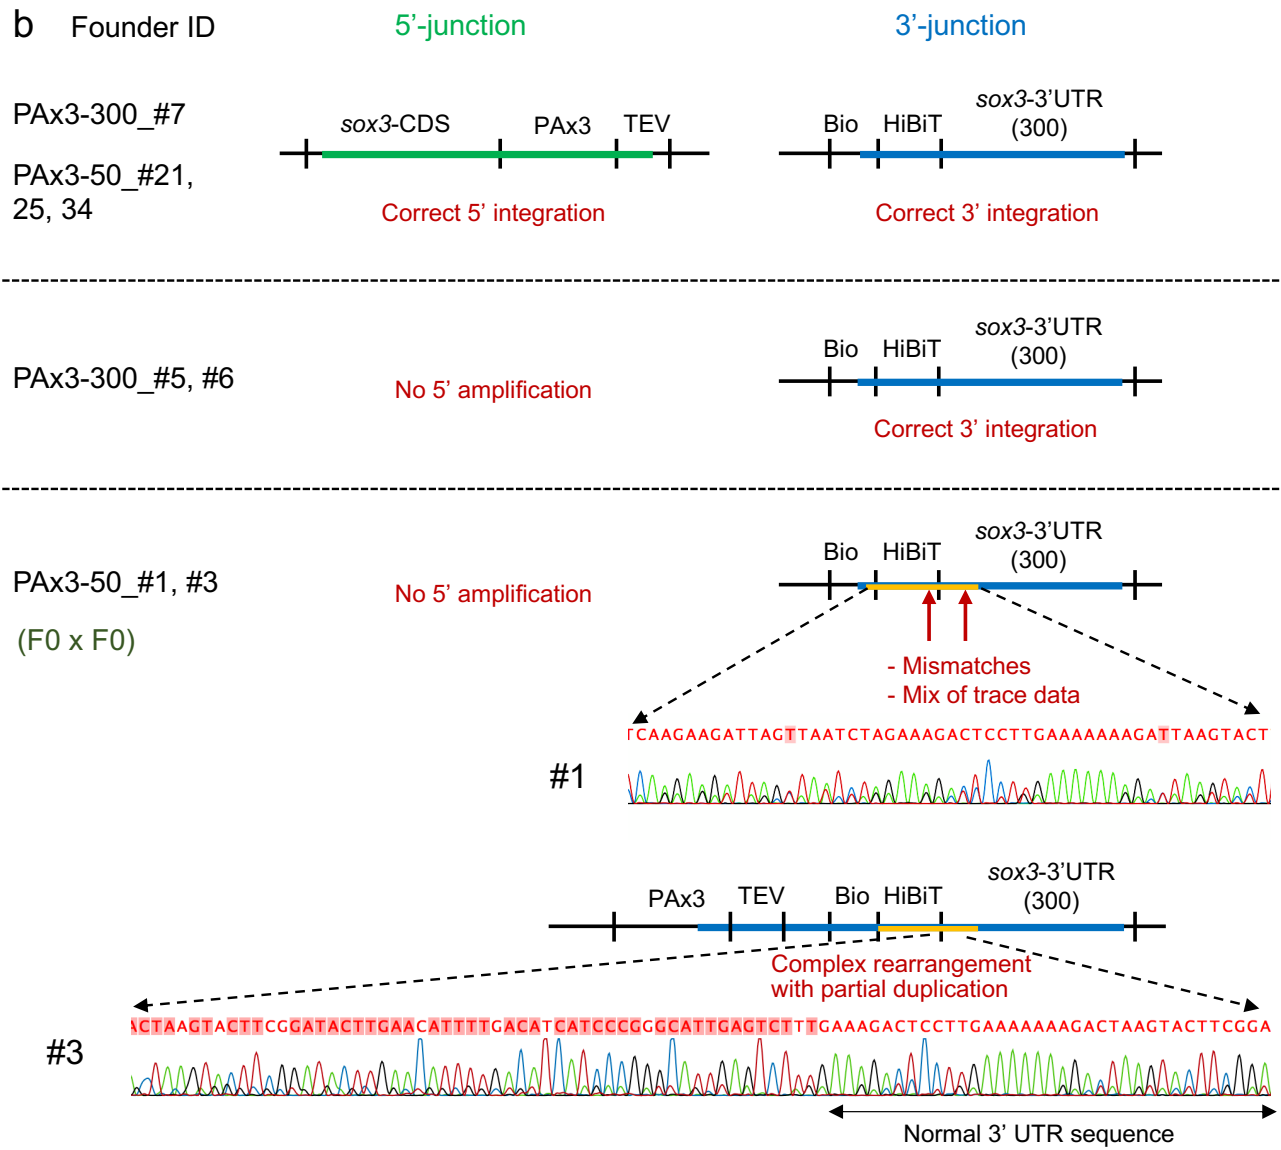 b Founder ID 5’-junction 3’-junction
PAx3-300_#7
PAx3-50_#21,
25, 34
sox3-CDS PAx3 TEV
Correct 5’ integration
Bio HiBiT sox3-3’UTR
(300)
Correct 3’ integration
PAx3-300_#5, #6
No 5’ amplification
Bio HiBiT sox3-3’UTR
(300)
Correct 3’ integration
PAx3-50_#1, #3
(F0 x F0)
No 5’ amplification
Bio HiBiT sox3-3’UTR
(300)
- Mismatches
- Mix of trace data
#1
TCAAGAAGATTAGTTAATCTAGAAAGACTCCTTGAAAAAAAGATTAAGTACT
PAx3 TEV Bio HiBiT sox3-3’UTR
(300)
Complex rearrangement
with partial duplication
#3
ACTAAGTACTTCGGATACTTGAACATTTTGACATCATCCCGGGCATTGAGTCTTTGAAAGACTCCTTGAAAAAAAGACTAAGTACTTCGGA
Normal 3’ UTR sequence